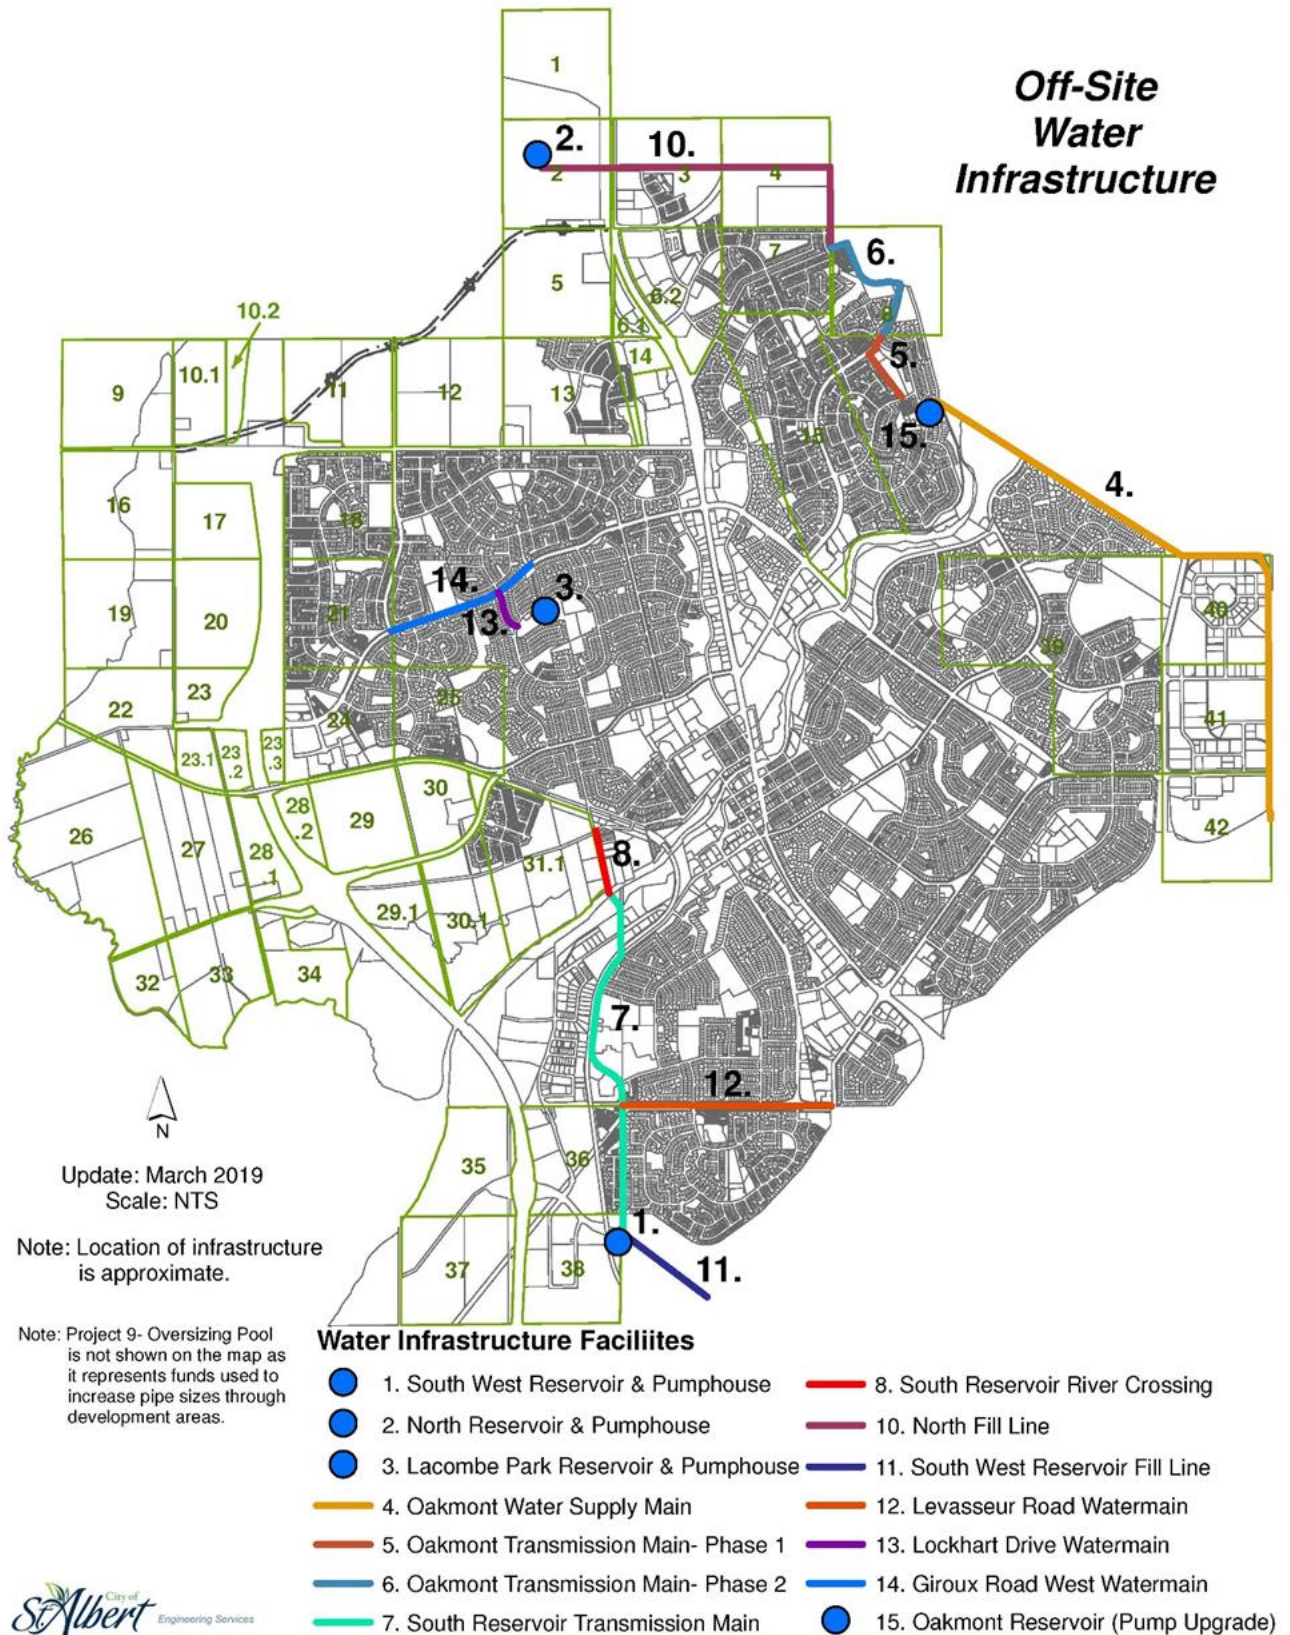 Off-Site
Water
Infrastructure
1
2.
10.
2
3
4
6.
7
5
6.2
8
10.2
6.1
5.
14
10.1
9
11
12
13
15.
15
4.
16
17
18
14.
3.
13.
40
19
20
21
39
23
25
22
24
41
23.1
23
.2
23
.3
30
28
.2
29
42
26
27
28
.1
8.
31.1
29.1
30.1
32
33
34
7.
12.
N
Update: March 2019
Scale: NTS
35
36
1.
Note: Location of infrastructure
is approximate.
37
38
11.
Note: Project 9- Oversizing Pool
is not shown on the map as
it represents funds used to
increase pipe sizes through
development areas.
Water Infrastructure Faciliites
1. South West Reservoir & Pumphouse
2. North Reservoir & Pumphouse
3. Lacombe Park Reservoir & Pumphouse
4. Oakmont Water Supply Main
5. Oakmont Transmission Main- Phase 1
6. Oakmont Transmission Main- Phase 2
7. South Reservoir Transmission Main
8. South Reservoir River Crossing
10. North Fill Line
11. South West Reservoir Fill Line
12. Levasseur Road Watermain
13. Lockhart Drive Watermain
14. Giroux Road West Watermain
15. Oakmont Reservoir (Pump Upgrade)
City of
St. Albert
Engineering Services